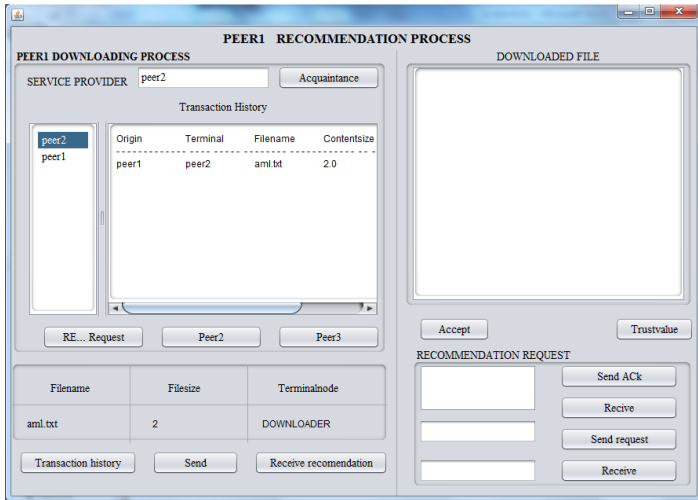 PEER1 RECOMMENDATION PROCESS
PEER1 DOWNLOADING PROCESS
SERVICE PROVIDER peer2 Acquaintance
Transaction History
peer2
peer1
Origin Terminal Filename Contentsize
peer1 peer2 aml.txt 2.0
RE... Request Peer2 Peer3
Filename Filesize Terminalnode
aml.txt 2 DOWNLOADER
Transaction history Send Receive recomendation
DOWNLOADED FILE
Accept Trustvalue
RECOMMENDATION REQUEST
Send ACk
Recive
Send request
Receive